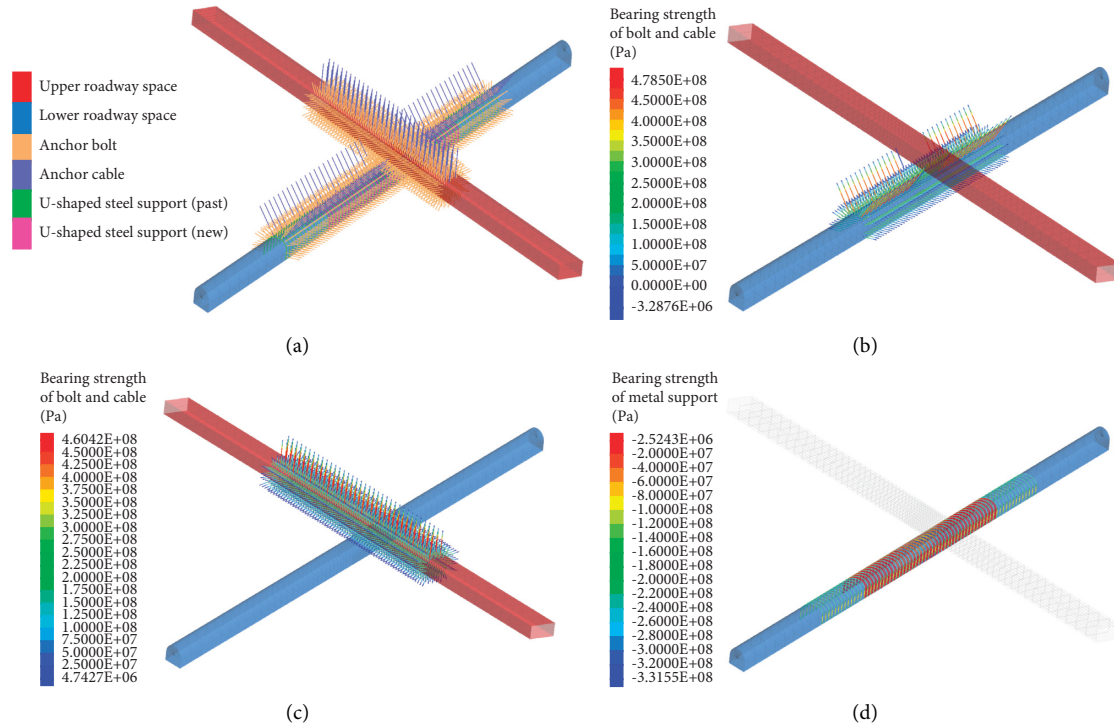 Upper roadway space
Lower roadway space
Anchor bolt
Anchor cable
U-shaped steel support (past)
U-shaped steel support (new)
(a)
Bearing strength
of bolt and cable
(Pa)
4.7850E+08
4.5000E+08
4.0000E+08
3.5000E+08
3.0000E+08
2.5000E+08
2.0000E+08
1.5000E+08
1.0000E+08
5.0000E+07
0.0000E+00
-3.2876E+06
(b)
Bearing strength
of bolt and cable
(Pa)
4.6042E+08
4.5000E+08
4.2500E+08
4.0000E+08
3.7500E+08
3.5000E+08
3.2500E+08
3.0000E+08
2.7500E+08
2.5000E+08
2.2500E+08
2.0000E+08
1.7500E+08
1.5000E+08
1.2500E+08
1.0000E+08
7.5000E+07
5.0000E+07
2.5000E+07
4.7427E+06
(c)
Bearing strength
of metal support
(Pa)
-2.5243E+06
-2.0000E+07
-4.0000E+07
-6.0000E+07
-8.0000E+07
-1.2000E+08
-1.4000E+08
-1.6000E+08
-1.8000E+08
-2.0000E+08
-2.2000E+08
-2.4000E+08
-2.6000E+08
-2.8000E+08
-3.0000E+08
-3.2000E+08
-3.3155E+08
(d)